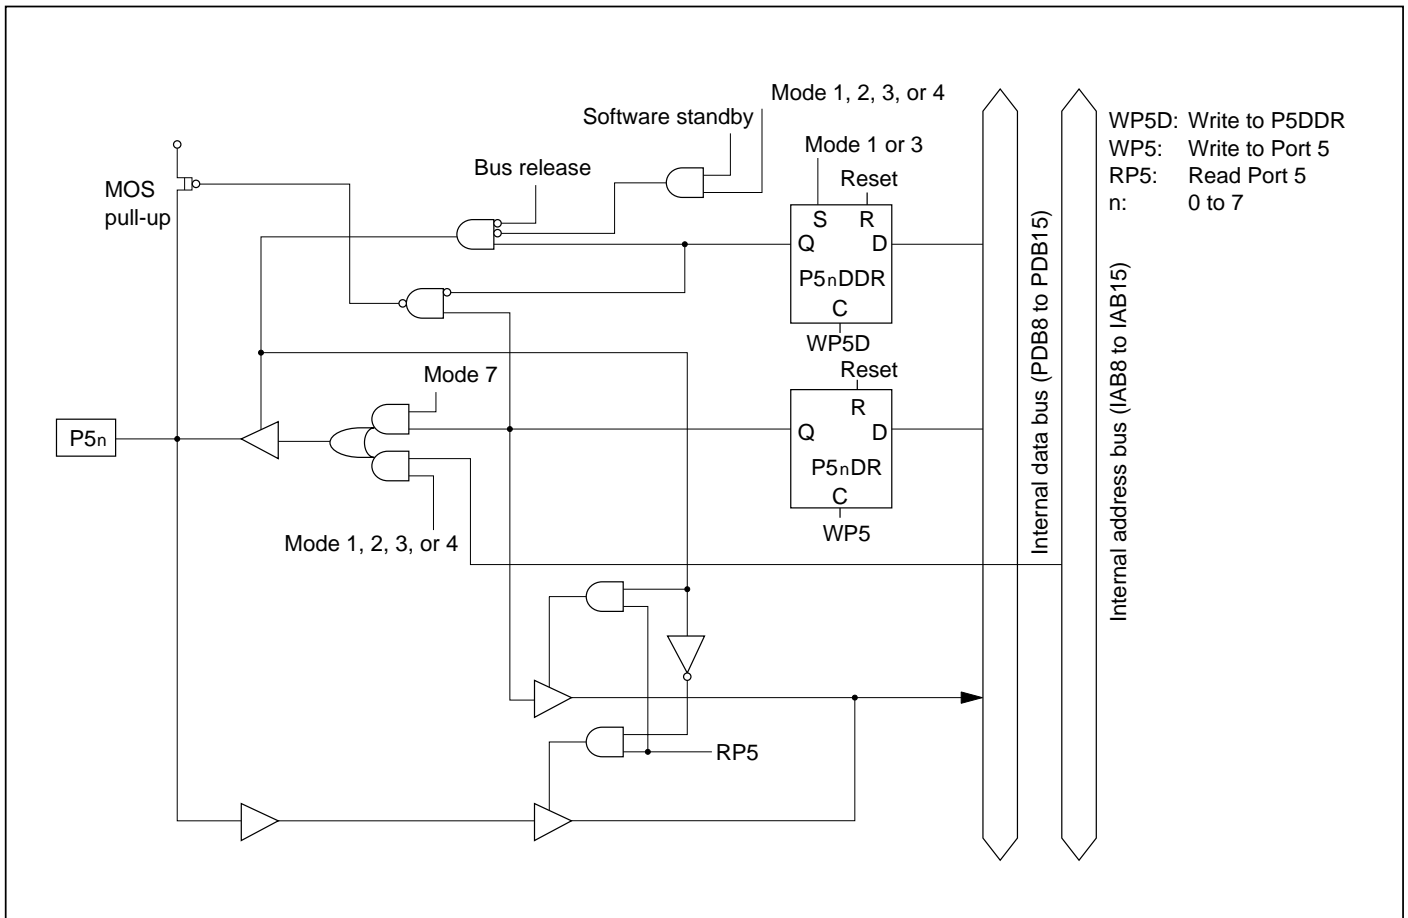 Mode 1, 2, 3, or 4
Software standby
Mode 1 or 3
Bus release
Reset
MOS
pull-up
S R
Q D
P5nDDR
C
WP5D
Reset
Mode 7
R
P5n
Q D
P5nDR
C
WP5
Mode 1, 2, 3, or 4
RP5
Internal data bus (PDB8 to PDB15)
Internal address bus (IAB8 to IAB15)
WP5D: Write to P5DDR
WP5: Write to Port 5
RP5: Read Port 5
n: 0 to 7